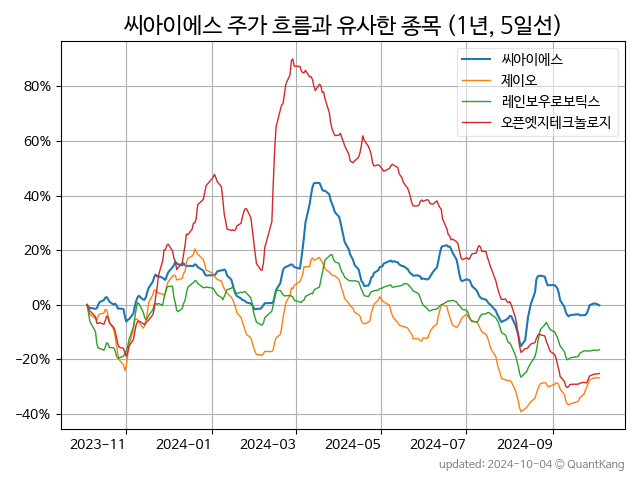 씨아이에스 주가 흐름과 유사한 종목 (1년, 5일선)
씨아이에스
제이오
레인보우로보틱스
오픈엣지테크놀로지
80%
60%
40%
20%
0%
−20%
−40%
2023-11
2024-01
2024-03
2024-05
2024-07
2024-09
updated: 2024-10-04 © QuantKang